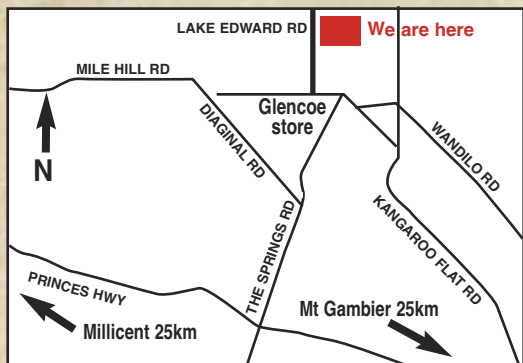 LAKE EDWARD RD
We are here
MILE HILL RD
Glencoe
store
DIAGINAL RD
WANDILO RD
N
KANGAROO FLAT RD
THE SPRINGS RD
PRINCES HWY
Mt Gambier 25km
Millicent 25km